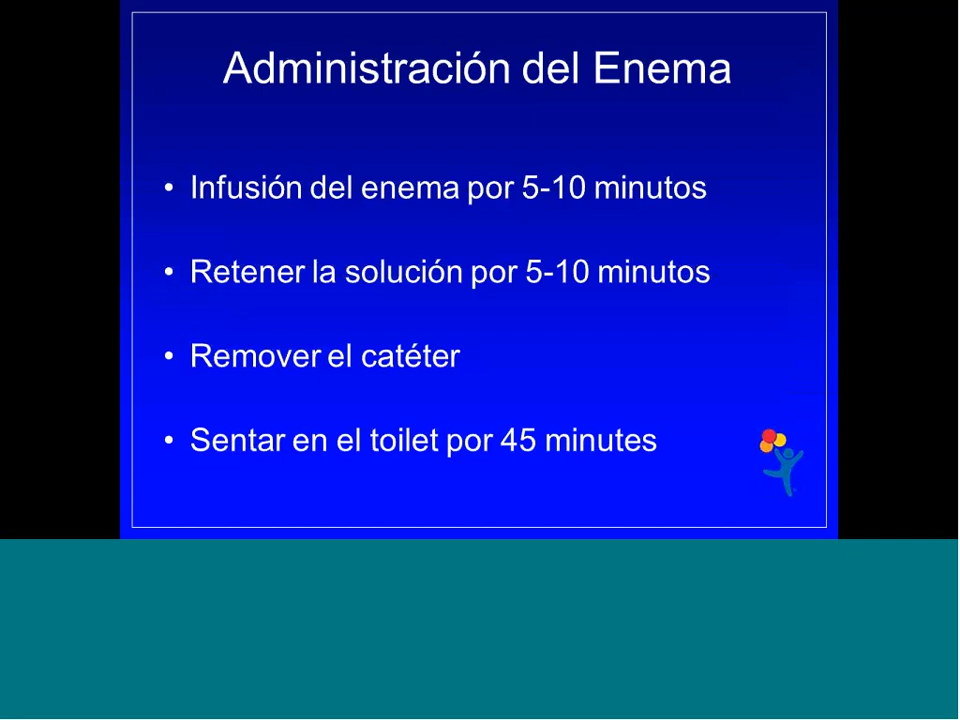 Administración del Enema
• Infusión del enema por 5-10 minutos
• Retener la solución por 5-10 minutos
• Remover el catéter
• Sentar en el toilet por 45 minutes